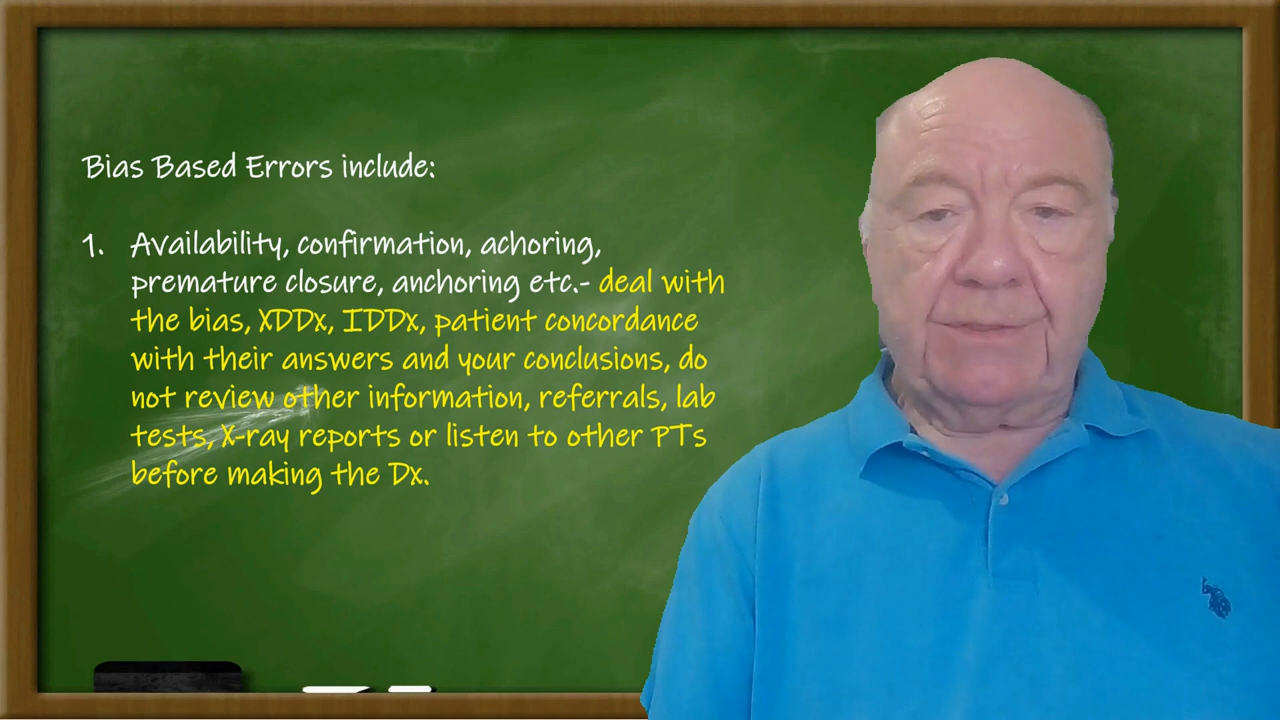 Bias Based Errors include:
1. Availability, confirmation, achoring,
premature closure, anchoring etc.- deal with
the bias, XDDx, IDDx, patient concordance
with their answers and your conclusions, do
not review other information, referrals, lab
tests, X-ray reports or listen to other PTs
before making the Dx.